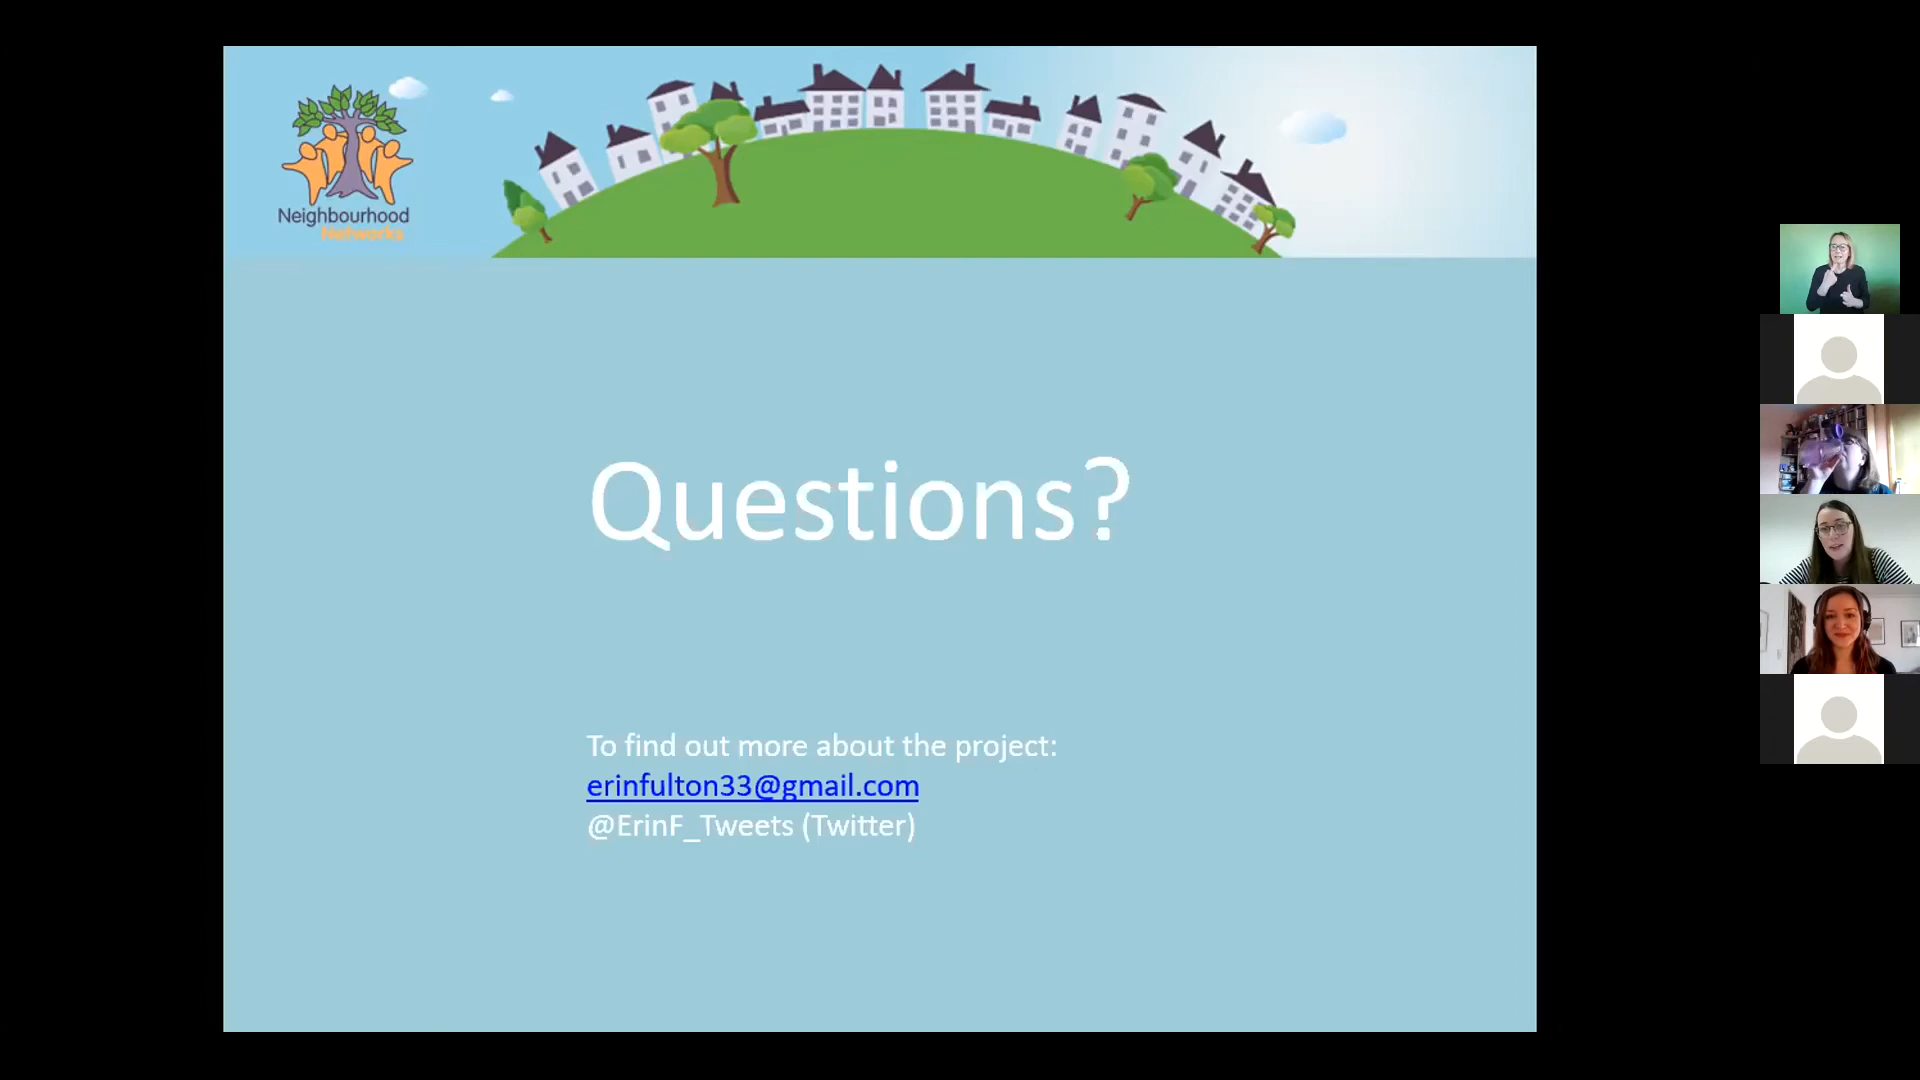 Neighbourhood
Networks
Questions?
To find out more about the project:
erinfulton33@gmail.com
@ErinF_Tweets (Twitter)